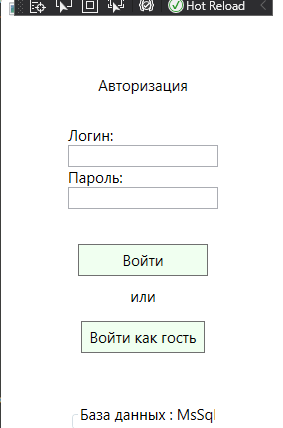 Hot Reload
Авторизация
Логин:
Пароль:
Войти
или
Войти как гость
База данных : MsSql